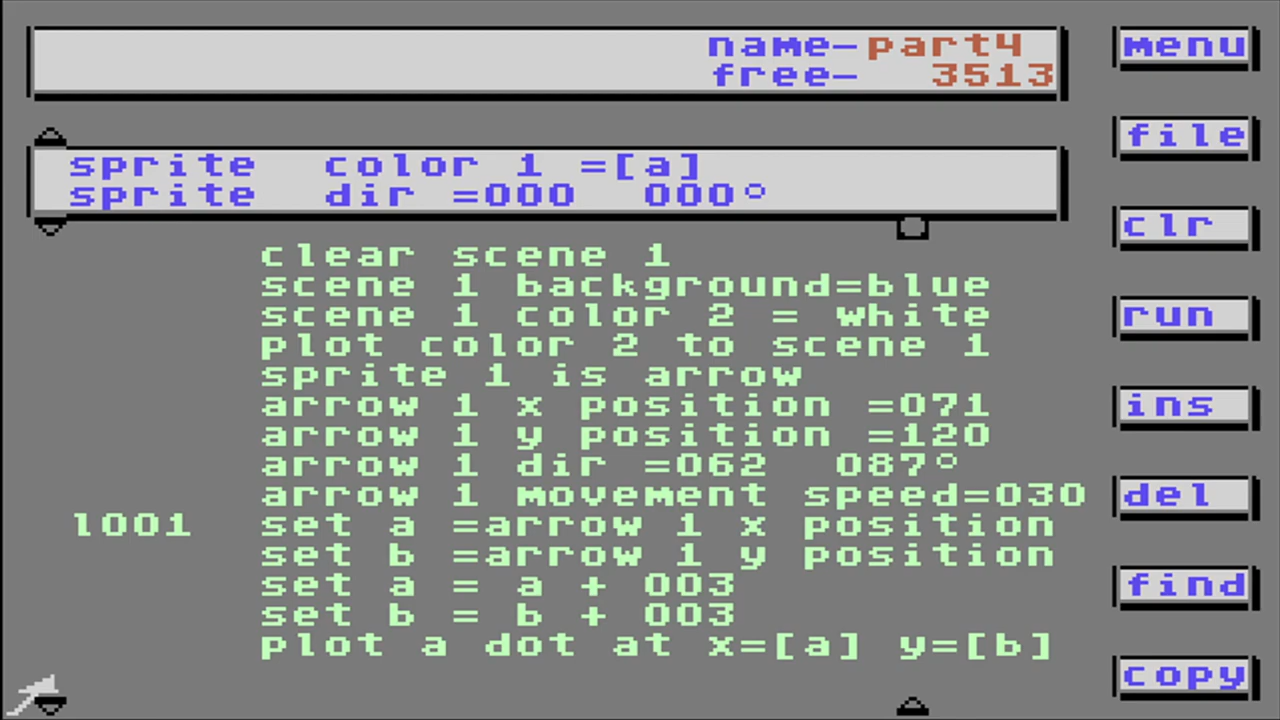 name-part4
free- 3513
menu
file
sprite color 1 =[a]
sprite dir =000 000°
clr
run
ins
del
find
copy
clear scene 1
scene 1 background=blue
scene 1 color 2 = white
plot color 2 to scene 1
sprite 1 is arrow
arrow 1 x position =071
arrow 1 y position =120
arrow 1 dir =062 087°
arrow 1 movement speed=030
l001 set a =arrow 1 x position
set b =arrow 1 y position
set a = a + 003
set b = b + 003
plot a dot at x=[a] y=[b]